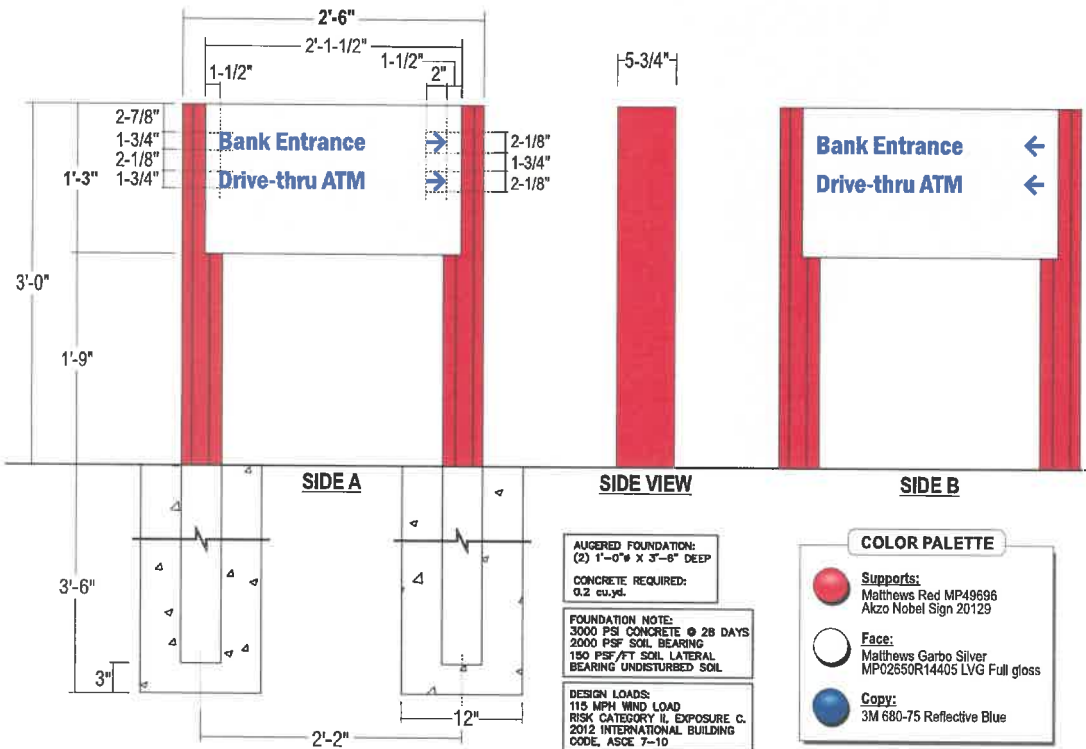 2'-6"
2'-1-1/2"
1-1/2"
1-1/2"
2"
2-7/8"
1-3/4"
2-1/8"
1-3/4"
Bank Entrance →
Drive-thru ATM →
2-1/8"
1-3/4"
2-1/8"
1'-3"
3'-0"
1'-9"
SIDE A
3'-6"
3"
12"
2'-2"
5-3/4"
SIDE VIEW
Bank Entrance ←
Drive-thru ATM ←
SIDE B
AUGERED FOUNDATION:
(2) 1'-0"ø X 3'-6" DEEP
CONCRETE REQUIRED:
0.2 cu.yd.
FOUNDATION NOTE:
3000 PSI CONCRETE @ 28 DAYS
2000 PSF SOIL BEARING
150 PSF/FT SOIL LATERAL
BEARING UNDISTURBED SOIL
DESIGN LOADS:
115 MPH WIND LOAD
RISK CATEGORY II, EXPOSURE C.
2012 INTERNATIONAL BUILDING
CODE, ASCE 7-10
COLOR PALETTE
Supports:
Matthews Red MP49696
Akzo Nobel Sign 20129
Face:
Matthews Garbo Silver
MP02650R14405 LVG Full gloss
Copy:
3M 680-75 Reflective Blue